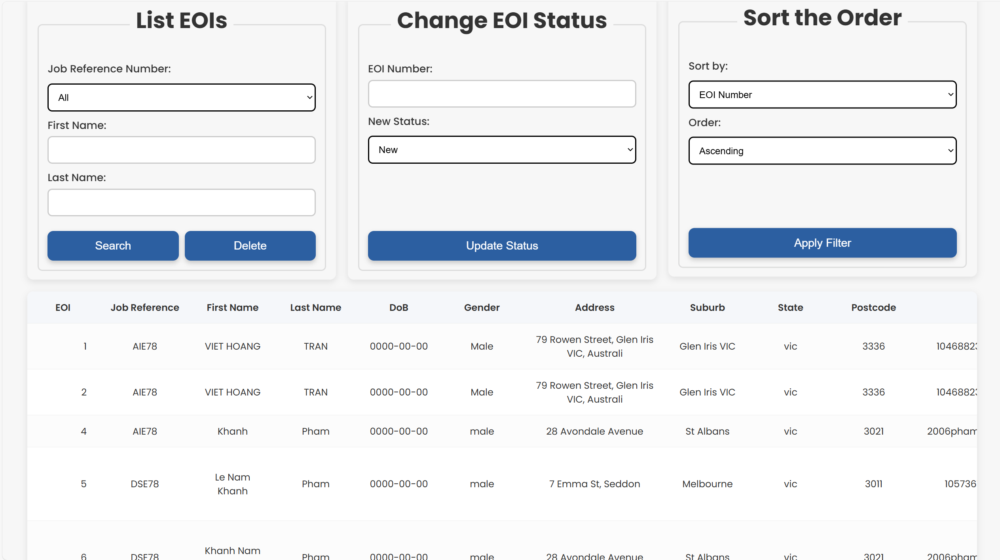 List EOIs
Job Reference Number:
All
First Name:
Last Name:
Search Delete
Change EOI Status
EOI Number:
New Status:
New
Update Status
Sort the Order
Sort by:
EOI Number
Order:
Ascending
Apply Filter
EOI Job Reference First Name Last Name DoB Gender Address Suburb State Postcode
1 AIE78 VIET HOANG TRAN 0000-00-00 Male 79 Rowen Street, Glen Iris VIC, Australi Glen Iris VIC vic 3336 1046882
2 AIE78 VIET HOANG TRAN 0000-00-00 Male 79 Rowen Street, Glen Iris VIC, Australi Glen Iris VIC vic 3336 1046882
4 AIE78 Khanh Pham 0000-00-00 male 28 Avondale Avenue St Albans vic 3021 2006pham
5 DSE78 Le Nam Khanh Pham 0000-00-00 male 7 Emma St, Seddon Melbourne vic 3011 105736
6 DSE78 Khanh Nam Pham 0000-00-00 male 28 Avondale Avenue St Albans vic 3021 2006pham